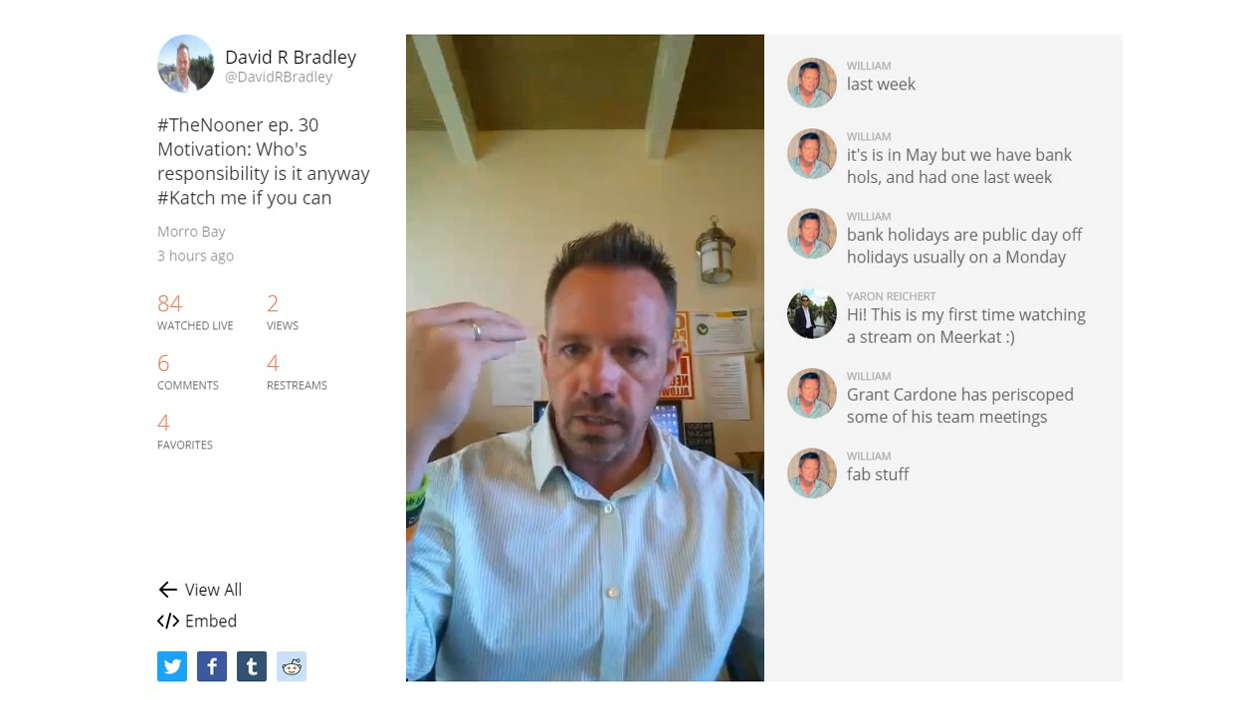 David R Bradley
@DavidRBradley
#TheNooner ep. 30
Motivation: Who's
responsibility is it anyway
#Katch me if you can
Morro Bay
3 hours ago
84
WATCHED LIVE
2
VIEWS
6
COMMENTS
4
RESTREAMS
4
FAVORITES
View All
</> Embed
WILLIAM
last week
WILLIAM
it's is in May but we have bank
hols, and had one last week
WILLIAM
bank holidays are public day off
holidays usually on a Monday
YARON REICHERT
Hi! This is my first time watching
a stream on Meerkat :)
WILLIAM
Grant Cardone has periscoped
some of his team meetings
WILLIAM
fab stuff